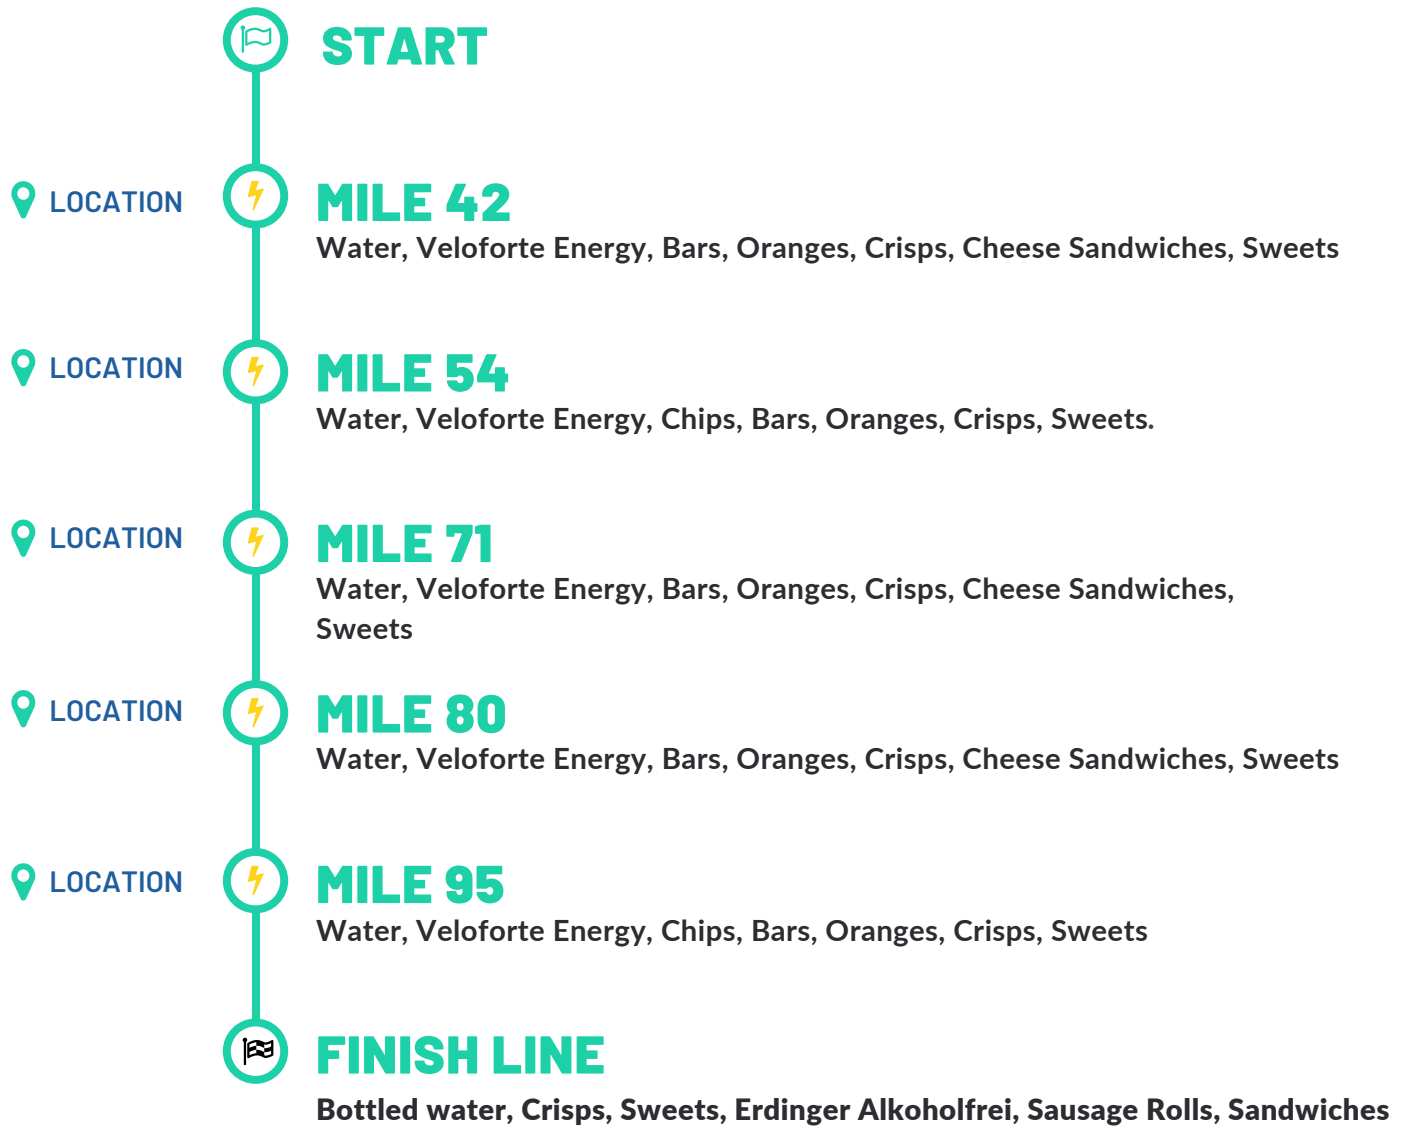 START
LOCATION
MILE 42
Water, Veloforte Energy, Bars, Oranges, Crisps, Cheese Sandwiches, Sweets
LOCATION
MILE 54
Water, Veloforte Energy, Chips, Bars, Oranges, Crisps, Sweets.
LOCATION
MILE 71
Water, Veloforte Energy, Bars, Oranges, Crisps, Cheese Sandwiches,
Sweets
LOCATION
MILE 80
Water, Veloforte Energy, Bars, Oranges, Crisps, Cheese Sandwiches, Sweets
LOCATION
MILE 95
Water, Veloforte Energy, Chips, Bars, Oranges, Crisps, Sweets
FINISH LINE
Bottled water, Crisps, Sweets, Erdinger Alkoholfrei, Sausage Rolls, Sandwiches